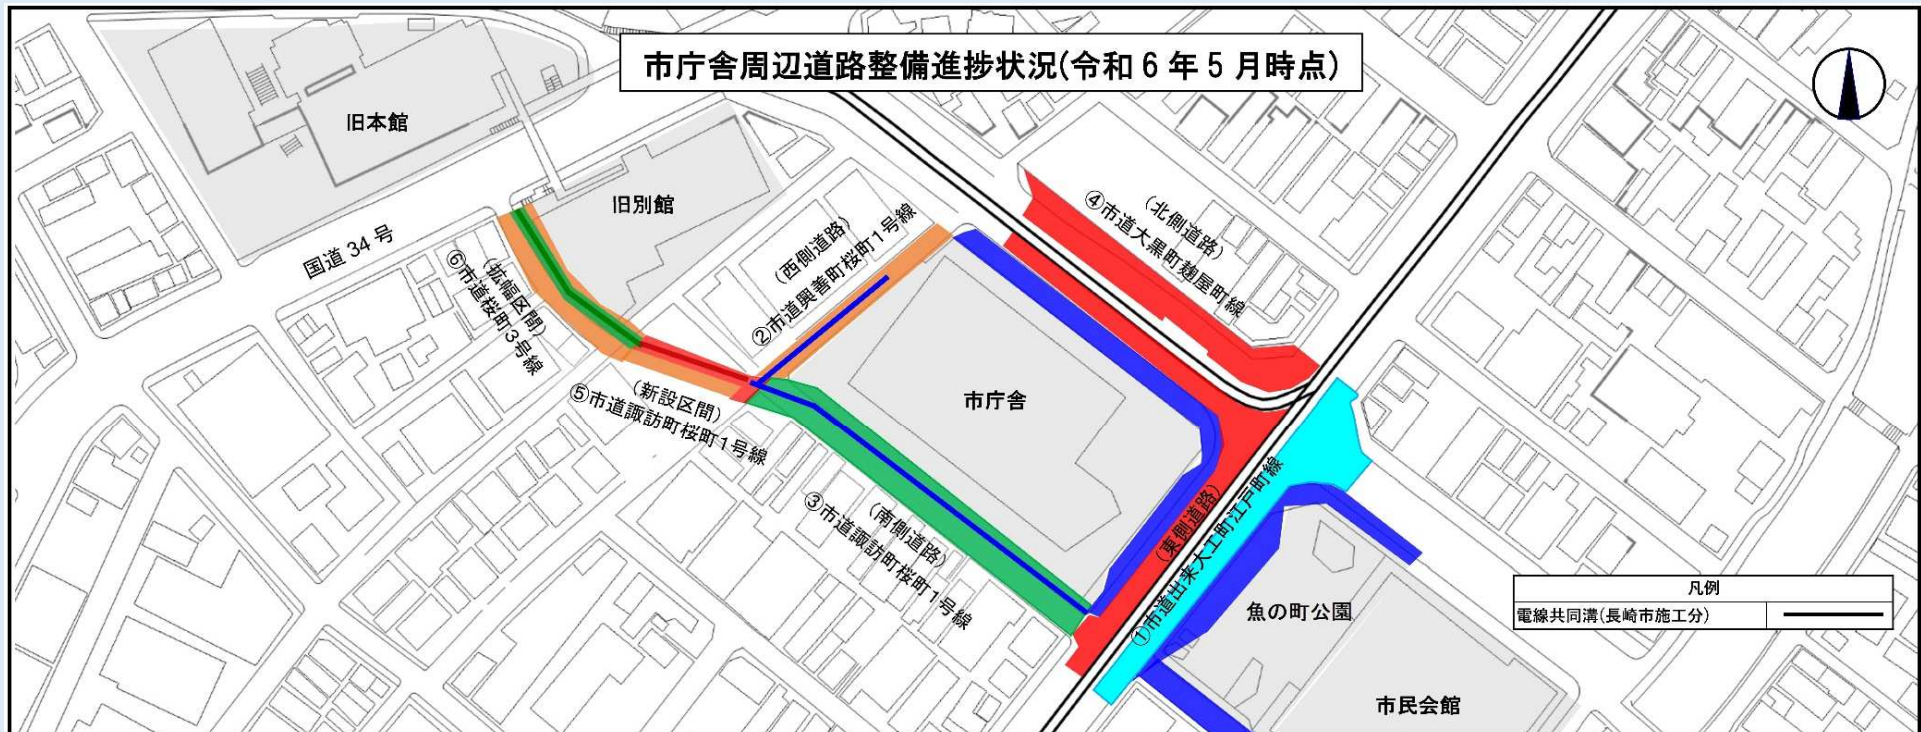 市庁舎周辺道路整備進捗状況(令和6年5月時点)
旧本館
旧別館
国道34号
(拡幅区間)
⑥市道桜町3号線
(西側道路)
②市道興善町桜町1号線
(北側道路)
④市道大黒町麹屋町線
(新設区間)
⑤市道諏訪町桜町1号線
市庁舎
(南側道路)
③市道諏訪町桜町1号線
(東側道路)
①市道出来大工町江戸町線
魚の町公園
市民会館
凡例
電線共同溝(長崎市施工分)